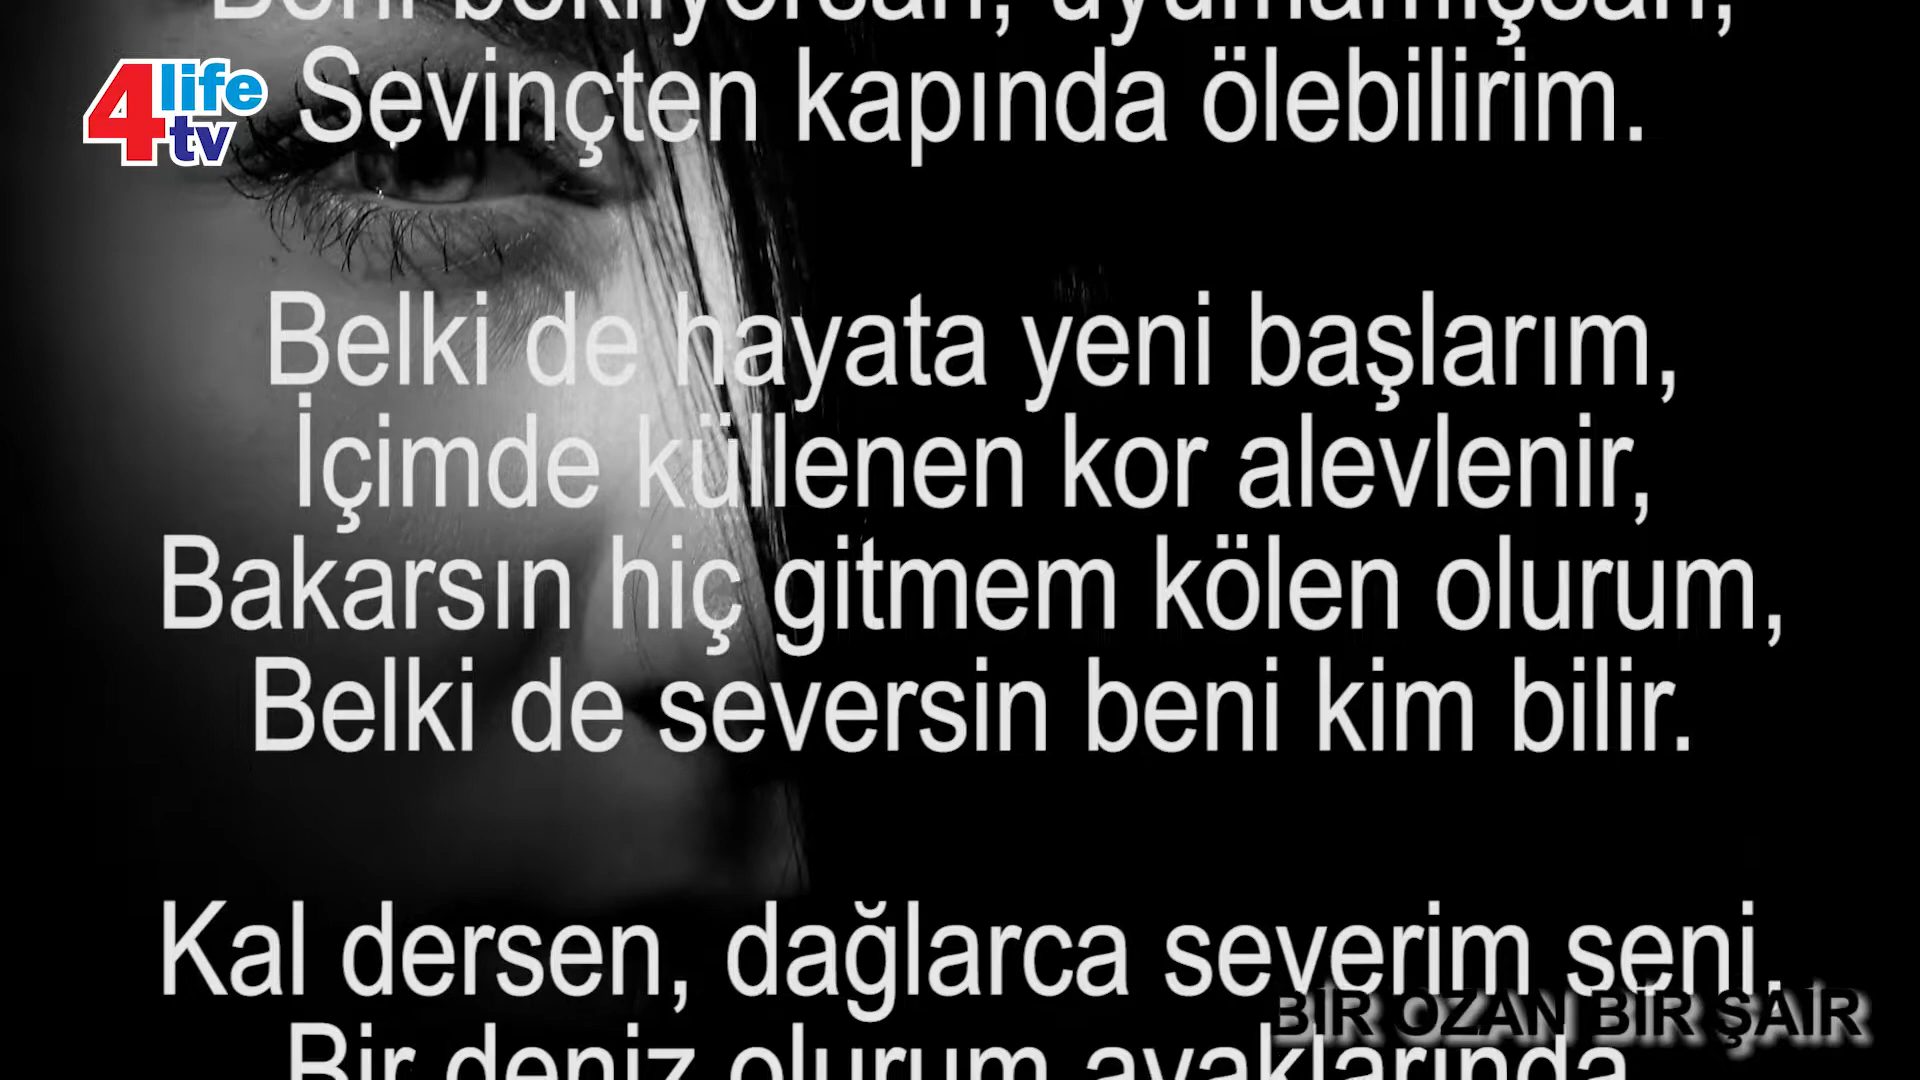 Beni bekliyorsan, uyumamışsan,
Sevinçten kapında ölebilirim.
Belki de hayata yeni başlarım,
İçimde küllenen kor alevlenir,
Bakarsın hiç gitmem kölen olurum,
Belki de seversin beni kim bilir.
Kal dersen, dağlarca severim seni,
Bir deniz olurum ayaklarında
4 life tv
BİR OZAN BİR ŞAİR